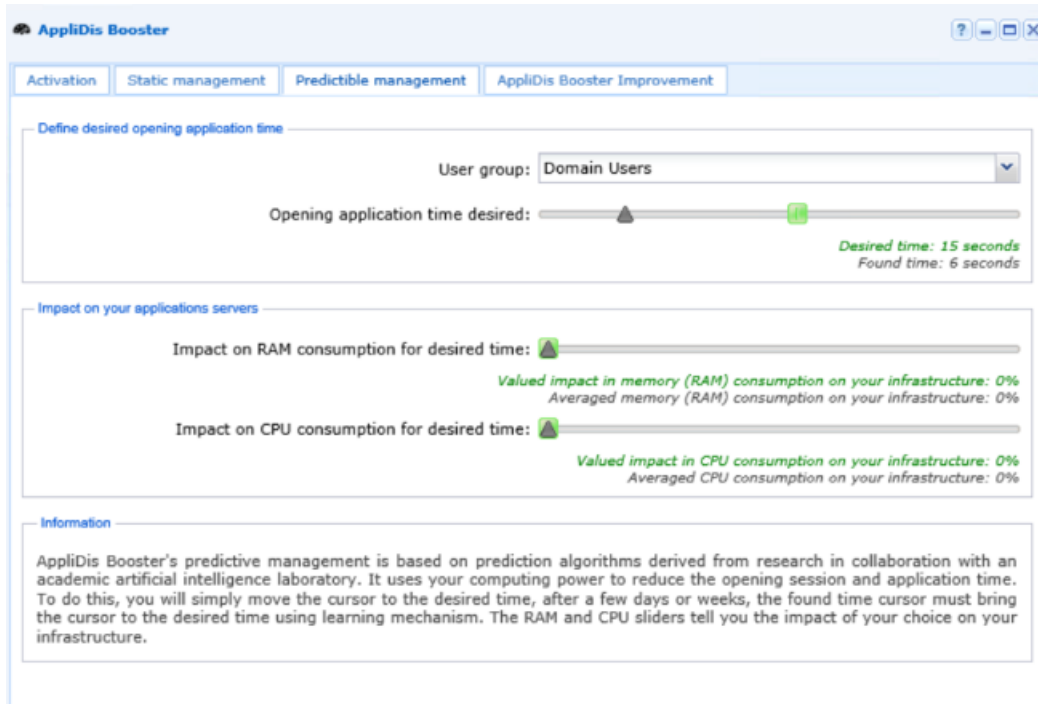 AppliDis Booster
?
Activation Static management Predictible management AppliDis Booster Improvement
Define desired opening application time
User group: Domain Users
Opening application time desired:
Desired time: 15 seconds
Found time: 6 seconds
Impact on your applications servers
Impact on RAM consumption for desired time:
Valued impact in memory (RAM) consumption on your infrastructure: 0%
Averaged memory (RAM) consumption on your infrastructure: 0%
Impact on CPU consumption for desired time:
Valued impact in CPU consumption on your infrastructure: 0%
Averaged CPU consumption on your infrastructure: 0%
Information
AppliDis Booster's predictive management is based on prediction algorithms derived from research in collaboration with an
academic artificial intelligence laboratory. It uses your computing power to reduce the opening session and application time.
To do this, you will simply move the cursor to the desired time, after a few days or weeks, the found time cursor must bring
the cursor to the desired time using learning mechanism. The RAM and CPU sliders tell you the impact of your choice on your
infrastructure.